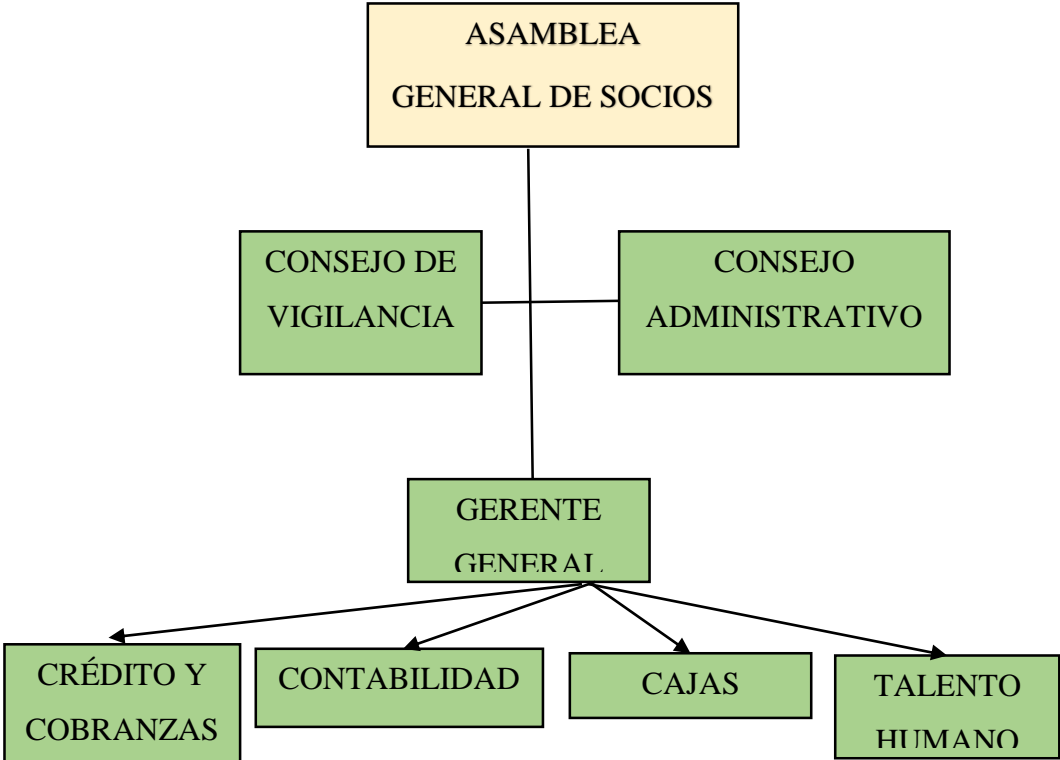 ASAMBLEA
GENERAL DE SOCIOS
CONSEJO DE
VIGILANCIA
CONSEJO
ADMINISTRATIVO
GERENTE
GENERAL
CRÉDITO Y
COBRANZAS
CONTABILIDAD
CAJAS
TALENTO
HUMANO